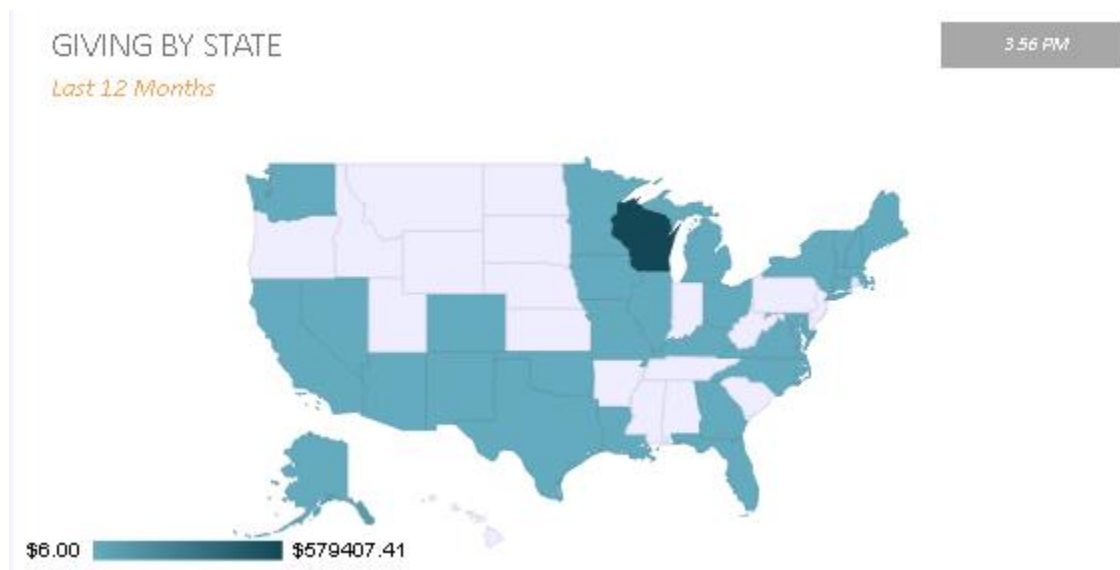 GIVING BY STATE
3:56 PM
Last 12 Months
$6.00
$579407.41